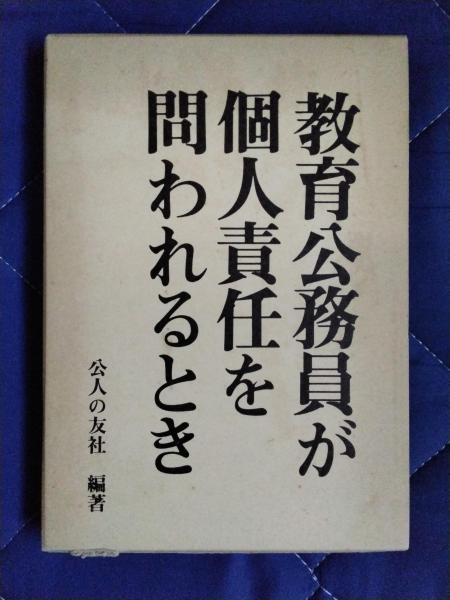 教育公務員が
個人責任を
問われるとき
公人の友社 編著